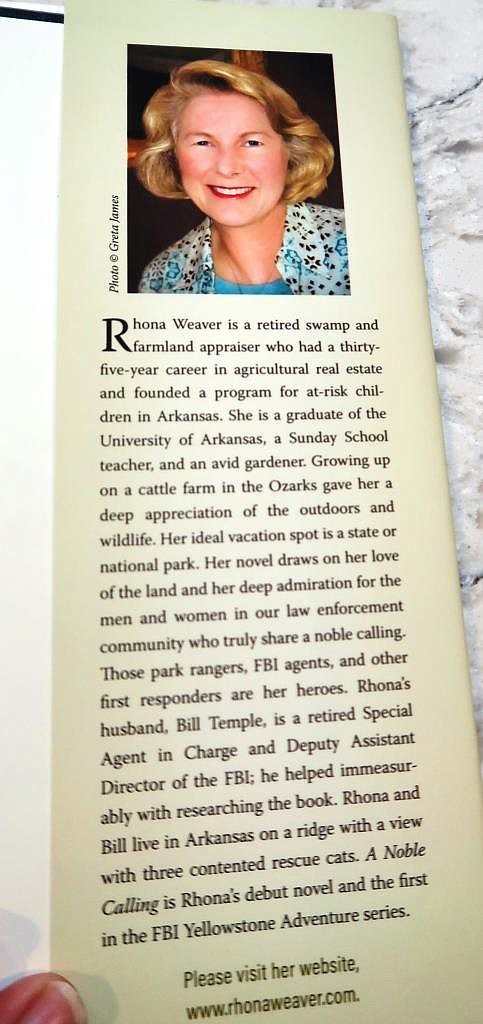 Photo © Greta James
Rhona Weaver is a retired swamp and
farmland appraiser who had a thirty-
five-year career in agricultural real estate
and founded a program for at-risk chil-
dren in Arkansas. She is a graduate of the
University of Arkansas, a Sunday School
teacher, and an avid gardener. Growing up
on a cattle farm in the Ozarks gave her a
deep appreciation of the outdoors and
wildlife. Her ideal vacation spot is a state or
national park. Her novel draws on her love
of the land and her deep admiration for the
men and women in our law enforcement
community who truly share a noble calling.
Those park rangers, FBI agents, and other
first responders are her heroes. Rhona's
husband, Bill Temple, is a retired Special
Agent in Charge and Deputy Assistant
Director of the FBI; he helped immeasur-
ably with researching the book. Rhona and
Bill live in Arkansas on a ridge with a view
with three contented rescue cats. A Noble
Calling is Rhona's debut novel and the first
in the FBI Yellowstone Adventure series.
Please visit her website,
www.rhonaweaver.com.